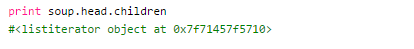 print soup.head.children
#<listiterator object at 0x7f71457f5710>